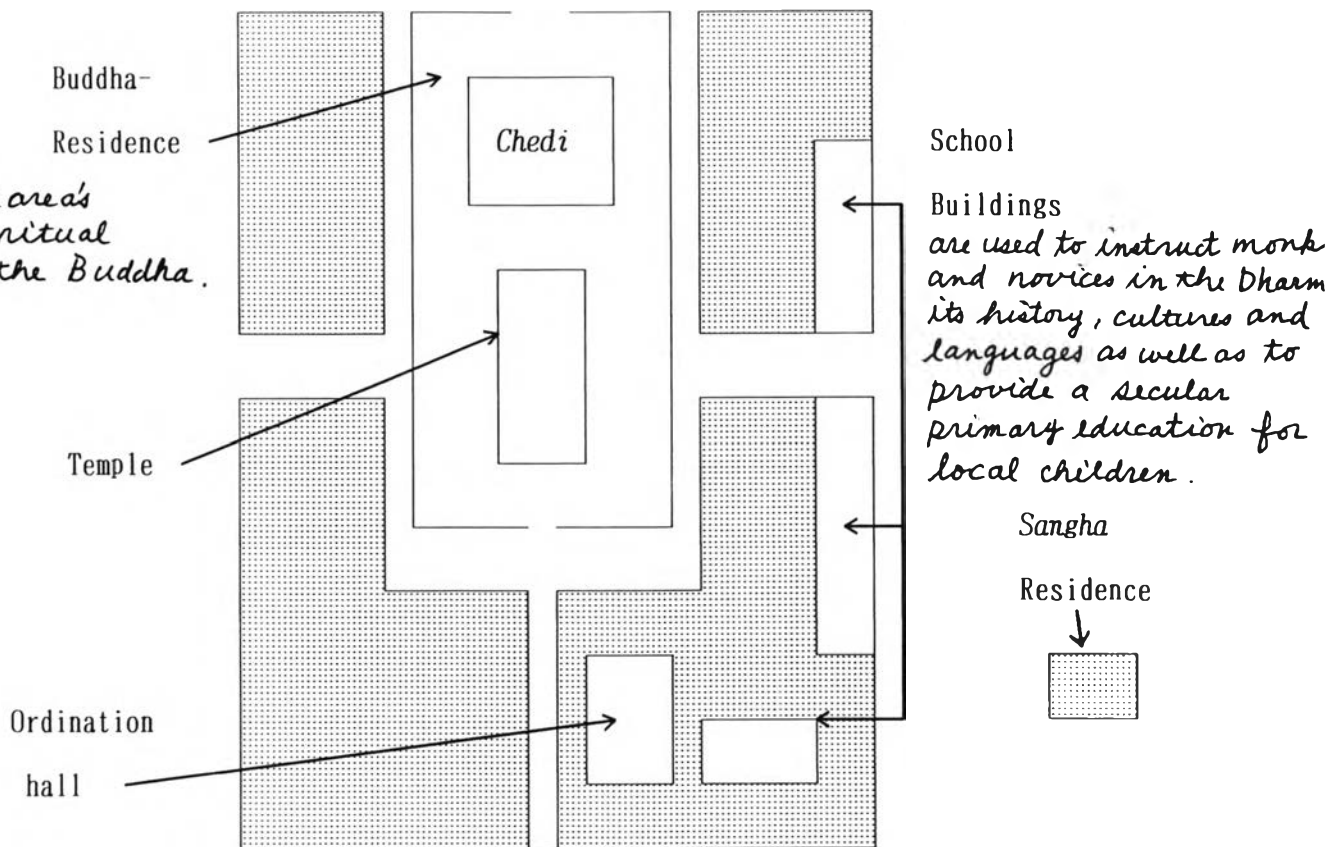 Buddha-
Residence
area's
ritual
the Buddha.
Chedi
Temple
Ordination
hall
School
Buildings
are used to instruct monk
and novices in the Dharm
its history, cultures and
languages as well as to
provide a secular
primary education for
local children.
Sangha
Residence